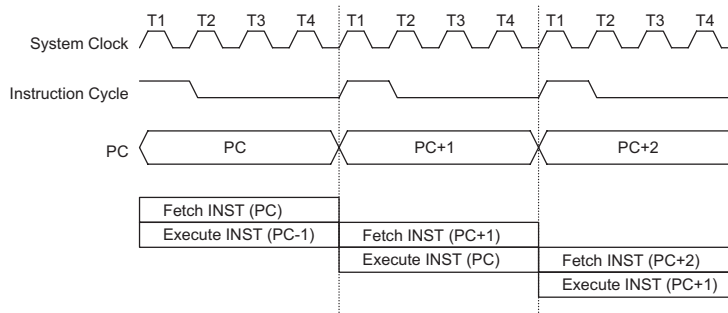 T1 T2 T3 T4 T1 T2 T3 T4 T1 T2 T3 T4
System Clock
Instruction Cycle
PC PC PC+1 PC+2
Fetch INST (PC)
Execute INST (PC-1) Fetch INST (PC+1)
Execute INST (PC) Fetch INST (PC+2)
Execute INST (PC+1)